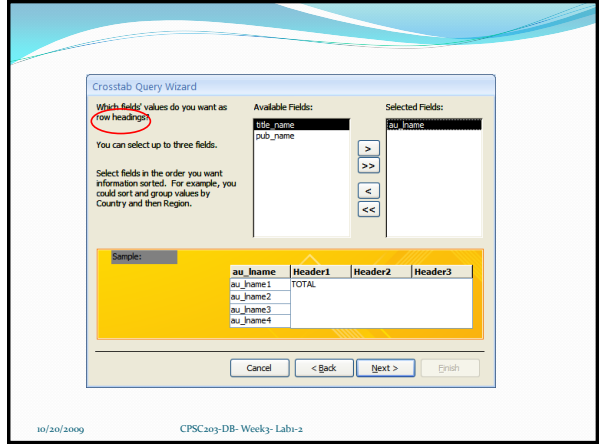 Crosstab Query Wizard
Which fields' values do you want as
row headings?
You can select up to three fields.
Select fields in the order you want
information sorted. For example, you
could sort and group values by
Country and then Region.
Available Fields:
title_name
pub_name
>
>>
<
<<
Selected Fields:
au_lname
Sample:
au_lname Header1 Header2 Header3
au_lname1 TOTAL
au_lname2
au_lname3
au_lname4
Cancel < Back Next > Finish
10/20/2009 CPSC203-DB- Week3- Lab1-2